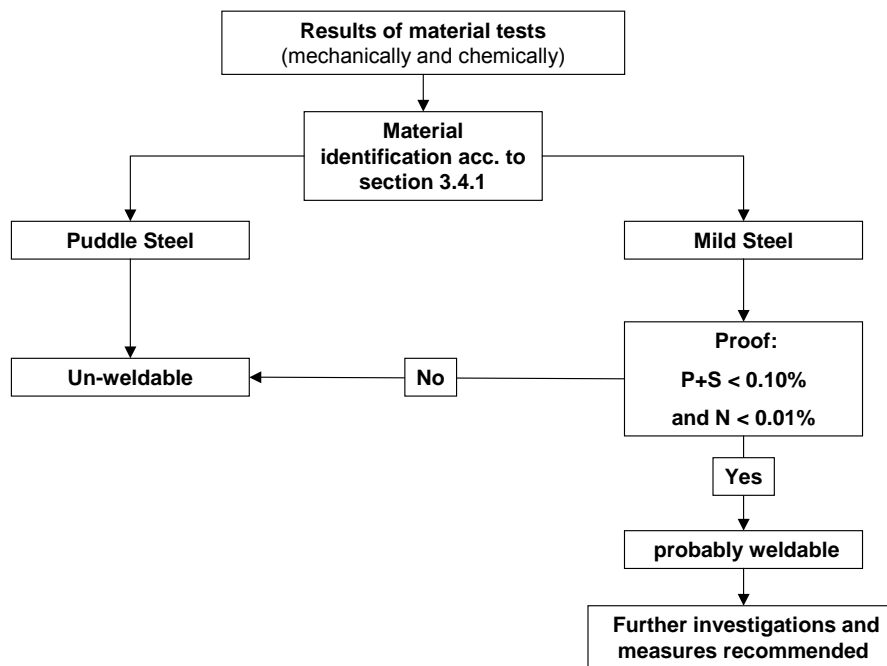 Results of material tests
(mechanically and chemically)
Material
identification acc. to
section 3.4.1
Puddle Steel
Mild Steel
Proof:
P+S < 0.10%
and N < 0.01%
Un-weldable
No
Yes
probably weldable
Further investigations and
measures recommended